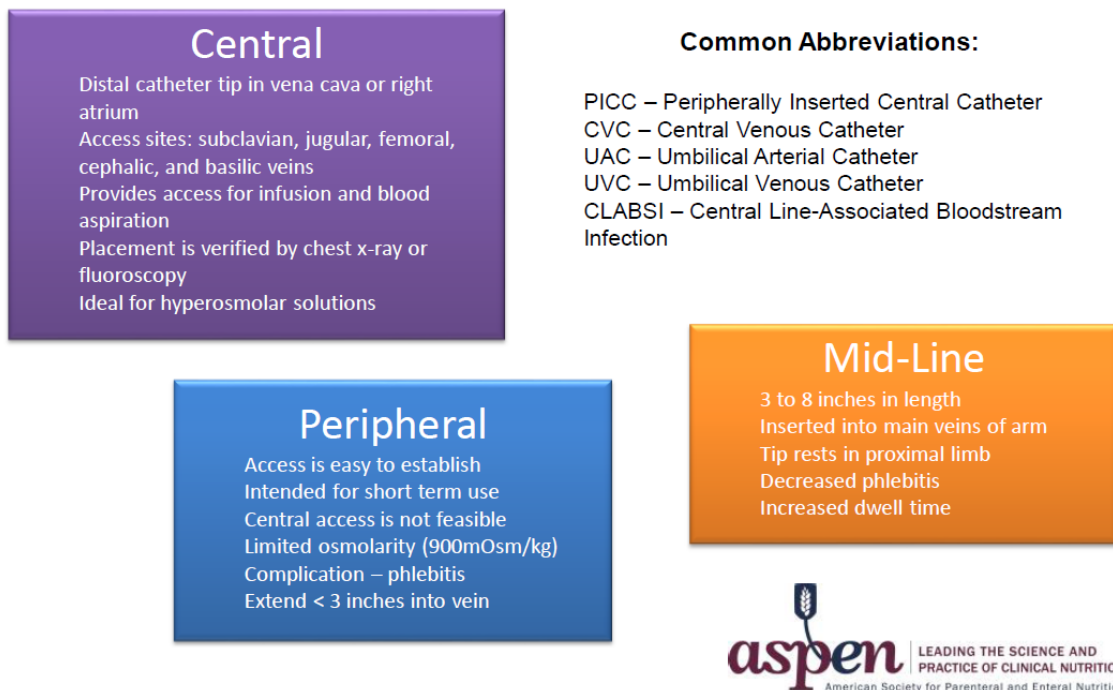 Central
Distal catheter tip in vena cava or right
atrium
Access sites: subclavian, jugular, femoral,
cephalic, and basilic veins
Provides access for infusion and blood
aspiration
Placement is verified by chest x-ray or
fluoroscopy
Ideal for hyperosmolar solutions
Common Abbreviations:
PICC – Peripherally Inserted Central Catheter
CVC – Central Venous Catheter
UAC – Umbilical Arterial Catheter
UVC – Umbilical Venous Catheter
CLABSI – Central Line-Associated Bloodstream
Infection
Peripheral
Access is easy to establish
Intended for short term use
Central access is not feasible
Limited osmolarity (900mOsm/kg)
Complication – phlebitis
Extend < 3 inches into vein
Mid-Line
3 to 8 inches in length
Inserted into main veins of arm
Tip rests in proximal limb
Decreased phlebitis
Increased dwell time
aspen
LEADING THE SCIENCE AND
PRACTICE OF CLINICAL NUTRITIO
American Society for Parenteral and Enteral Nutritio